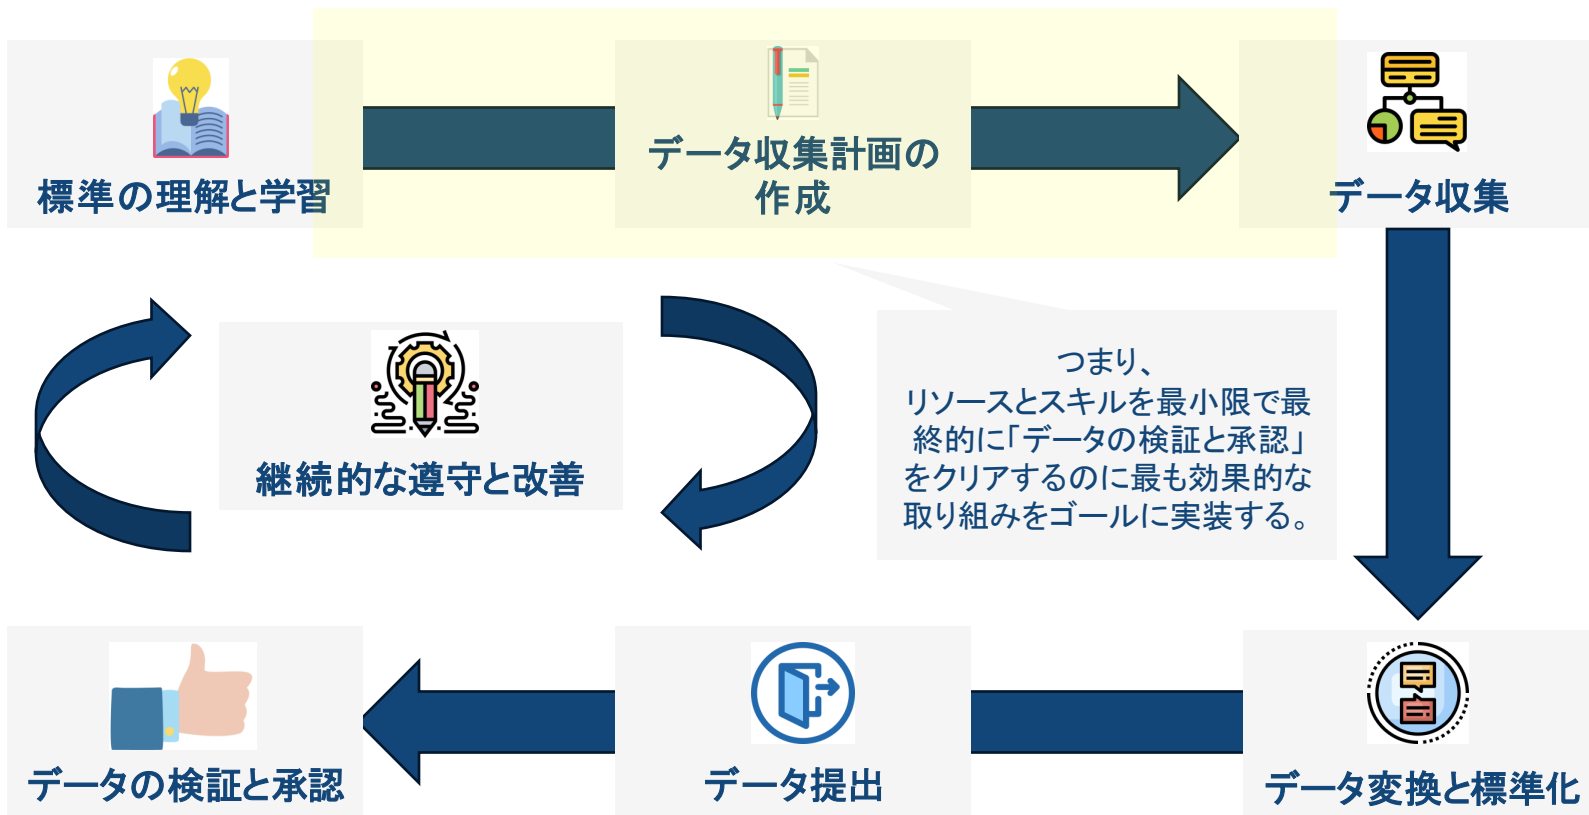 標準の理解と学習
データ収集計画の
作成
データ収集
継続的な遵守と改善
つまり、
リソースとスキルを最小限で最
終的に「データの検証と承認」
をクリアするのに最も効果的な
取り組みをゴールに実装する。
データの検証と承認
データ提出
データ変換と標準化